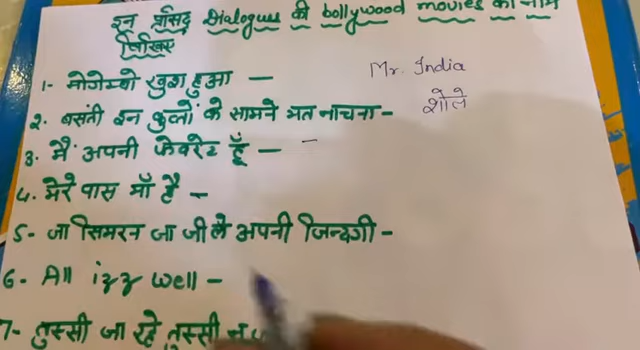 इन प्रसिद्ध Dialogues की bollywood movies का नाम
लिखिए
1- मोगेम्बो खुश हुआ — Mr. India
2. बसंती इन कुत्तों के सामने मत नाचना - शोले
3. मैं अपनी फेवरेट हूँ —
4. मेरे पास माँ है -
5- जा सिमरन जा जी ले अपनी जिन्दगी -
6- All izz well -
7- तुस्सी जा रहे तुस्सी न